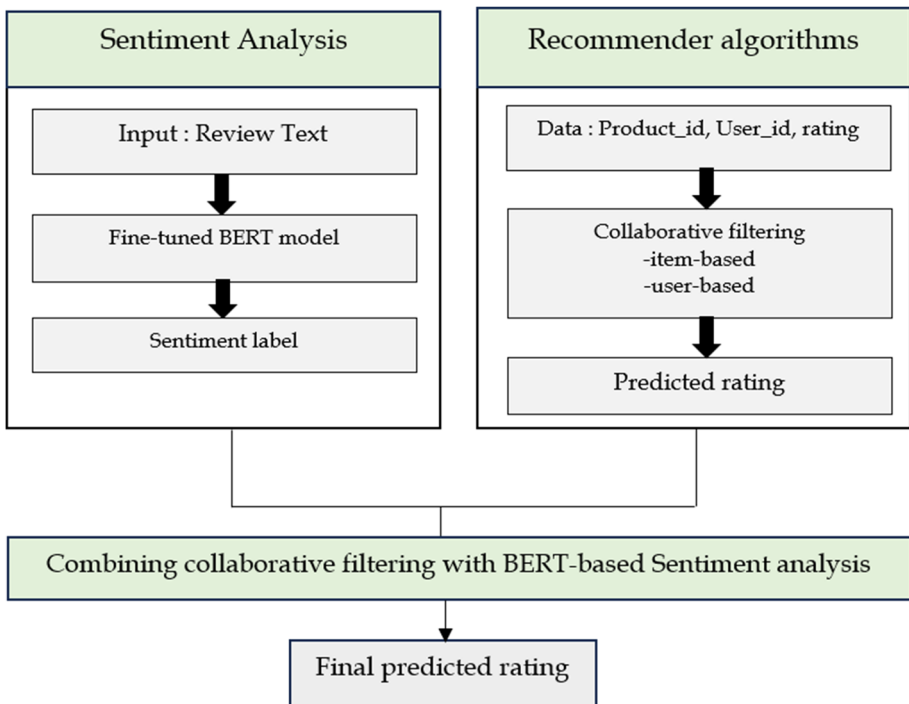 Sentiment Analysis
Input : Review Text
Fine-tuned BERT model
Sentiment label
Recommender algorithms
Data : Product_id, User_id, rating
Collaborative filtering
-item-based
-user-based
Predicted rating
Combining collaborative filtering with BERT-based Sentiment analysis
Final predicted rating